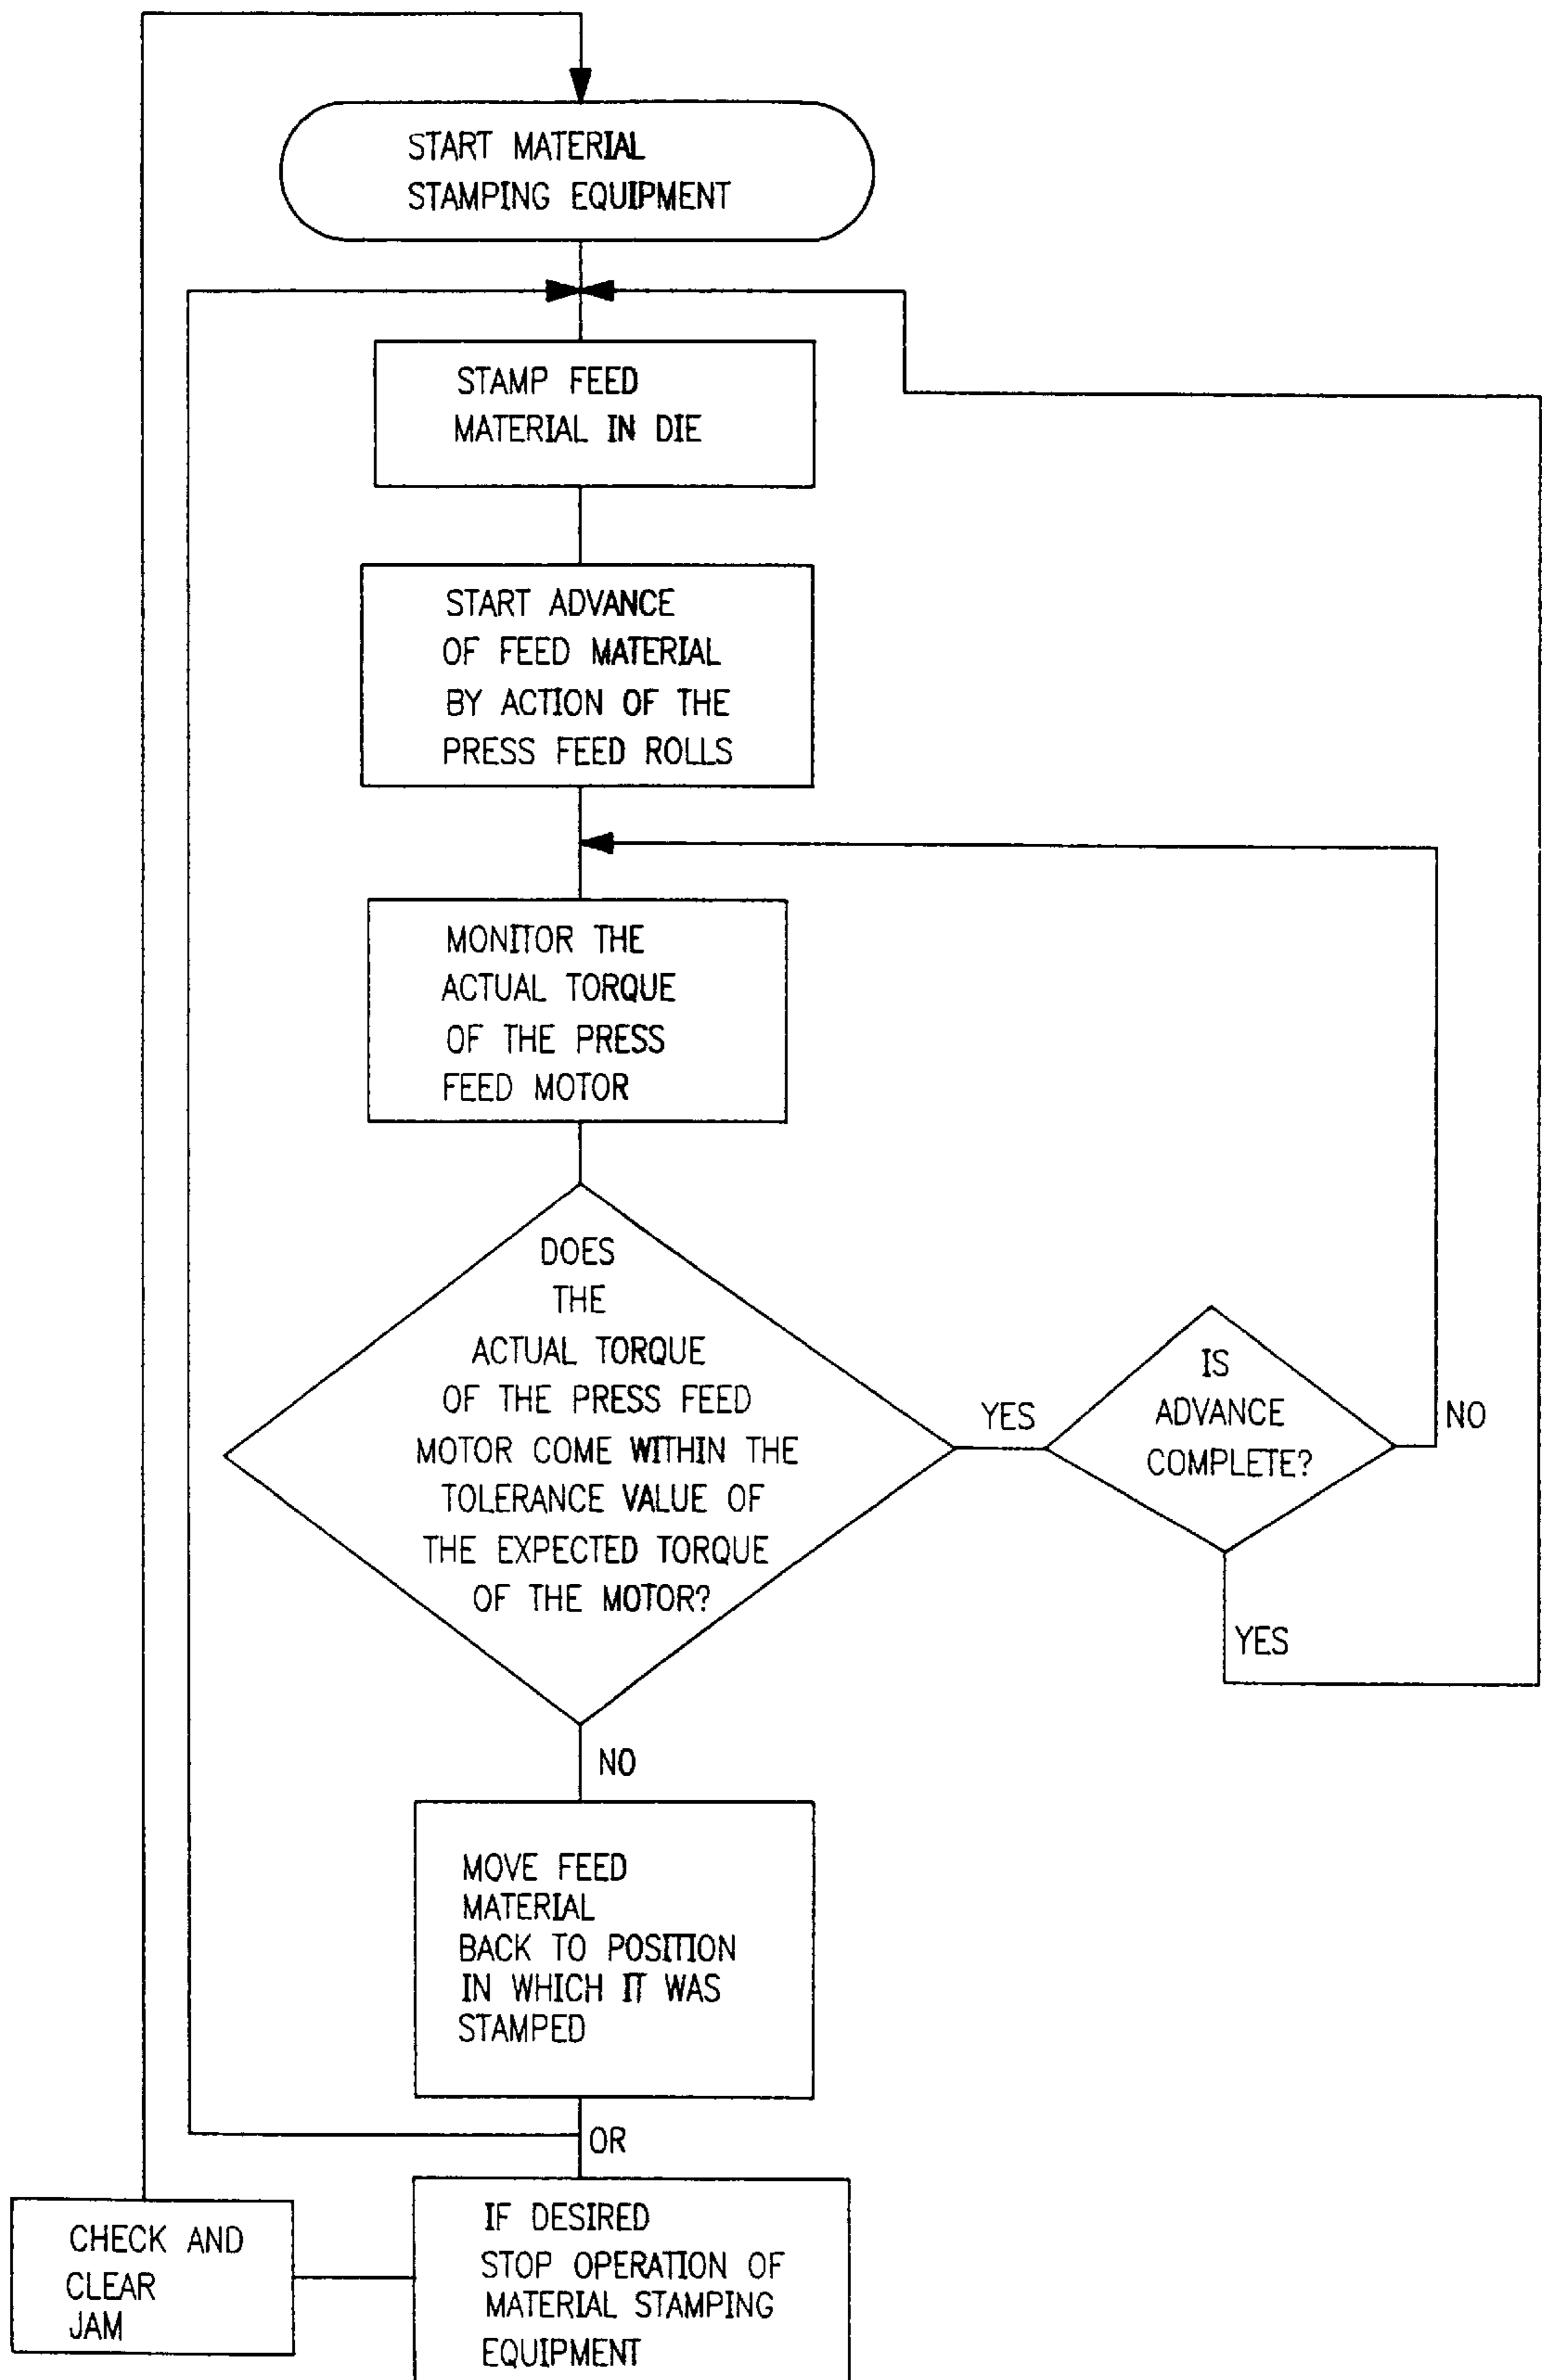 START MATERIAL
STAMPING EQUIPMENT
STAMP FEED
MATERIAL IN DIE
START ADVANCE
OF FEED MATERIAL
BY ACTION OF THE
PRESS FEED ROLLS
MONITOR THE
ACTUAL TORQUE
OF THE PRESS
FEED MOTOR
DOES
THE
ACTUAL TORQUE
OF THE PRESS FEED
MOTOR COME WITHIN THE
TOLERANCE VALUE OF
THE EXPECTED TORQUE
OF THE MOTOR?
YES
IS
ADVANCE
COMPLETE?
NO
YES
NO
MOVE FEED
MATERIAL
BACK TO POSITION
IN WHICH IT WAS
STAMPED
OR
IF DESIRED
STOP OPERATION OF
MATERIAL STAMPING
EQUIPMENT
CHECK AND
CLEAR
JAM